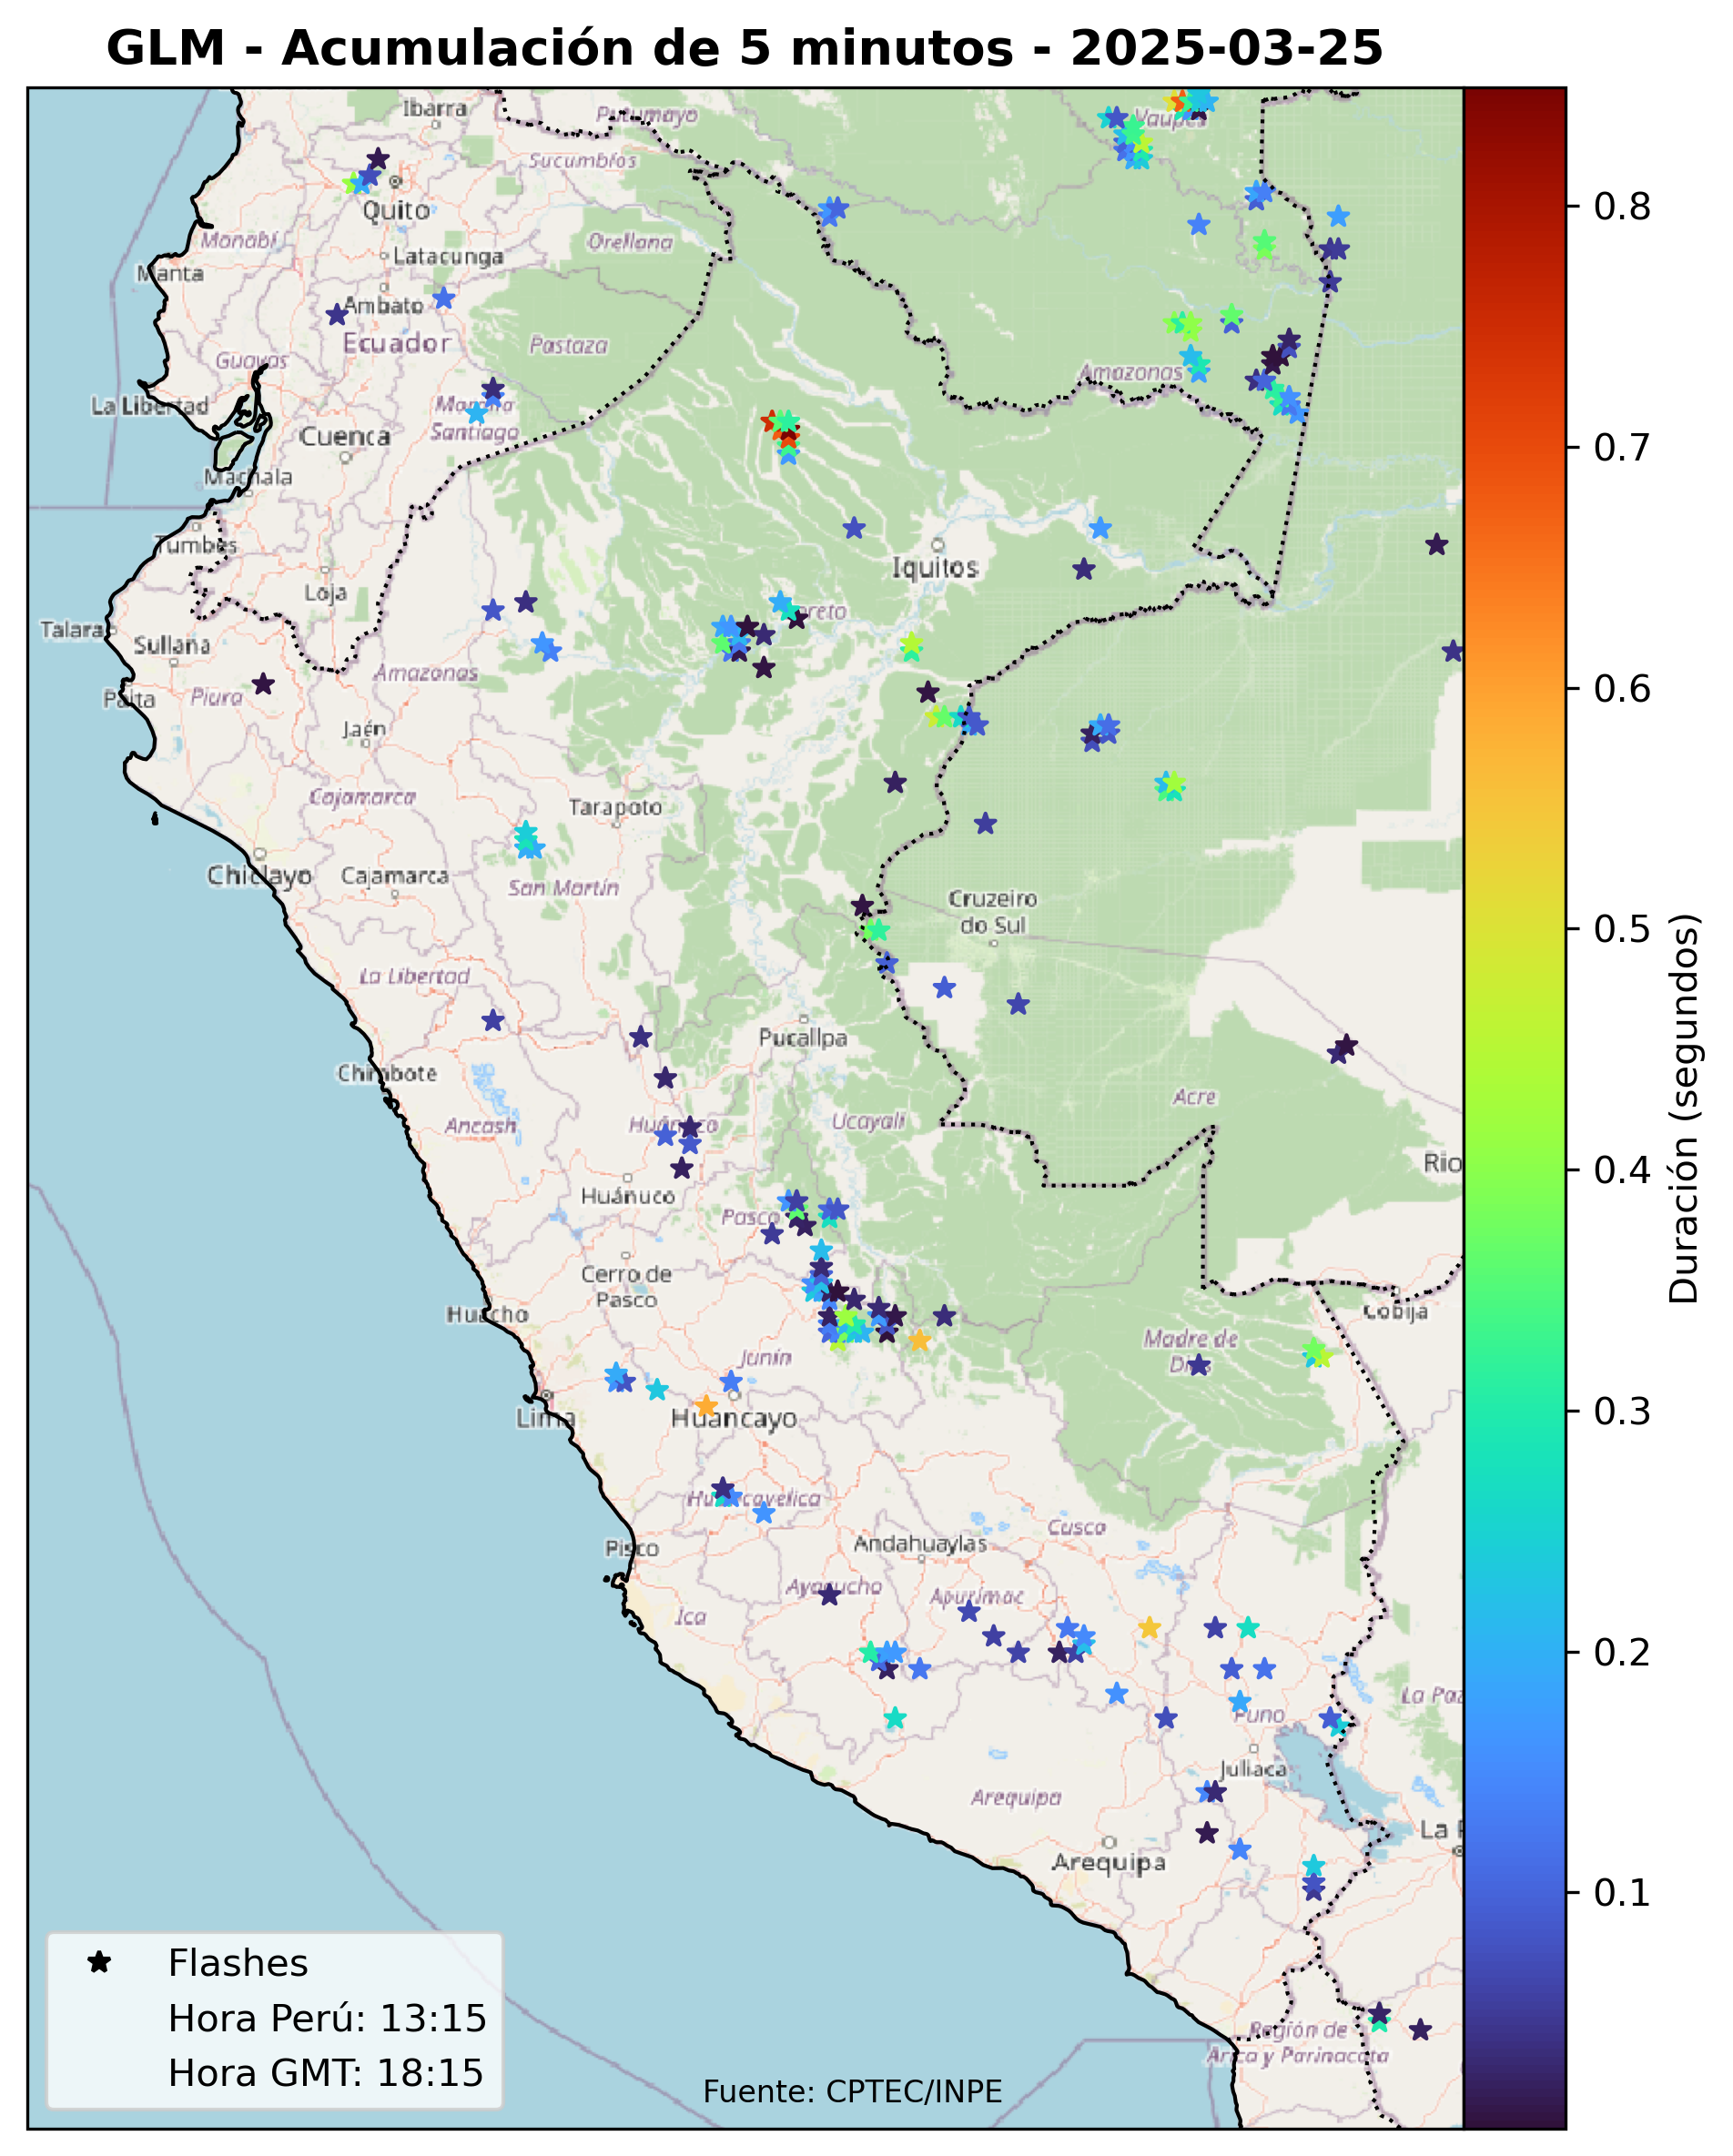 GLM - Acumulación de 5 minutos - 2025-03-25
Ibarra
Putumayo
Vaupés
Sucumbíos
Quito
Manabí
Orellana
Latacunga
Manta
Ambato
Ecuador
Pastaza
Guayas
Amazonas
La Libertad
Morona
Santiago
Cuenca
Machala
Tumbes
Iquitos
Loja
Loreto
Talara
Sullana
Amazonas
Paita
Piura
Jaén
Cajamarca
Tarapoto
Chiclayo
Cajamarca
San Martín
Cruzeiro
do Sul
La Libertad
Pucallpa
Chimbote
Acre
Ancash
Huánuco
Ucayali
Rio
Huánuco
Pasco
Cerro de
Pasco
Huacho
Cobija
Madre de
Dios
Junín
Lima
Huancayo
Huancavelica
Cusco
Pisco
Andahuaylas
Ayacucho
Apurímac
Ica
La Paz
Puno
Juliaca
Arequipa
La P
Arequipa
Región de
Arica y Parinacota
Flashes
Hora Perú: 13:15
Hora GMT: 18:15
Fuente: CPTEC/INPE
0.8
0.7
0.6
0.5
0.4
0.3
0.2
0.1
Duración (segundos)